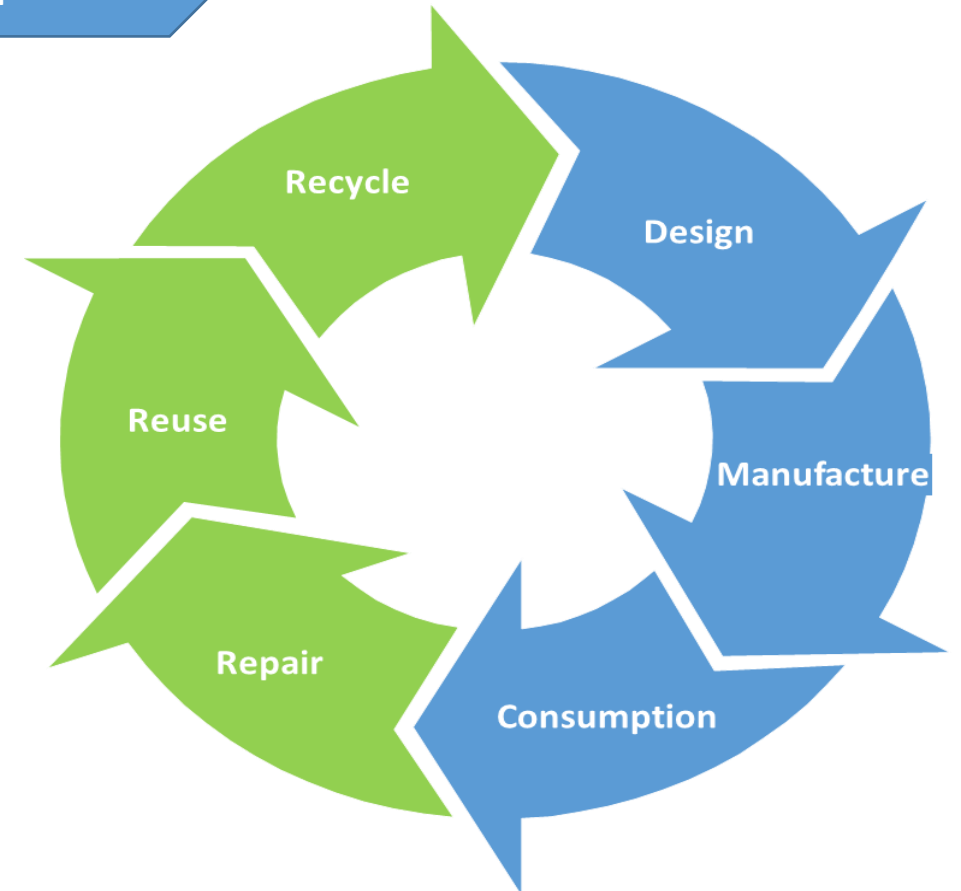 Recycle
Design
Manufacture
Consumption
Repair
Reuse